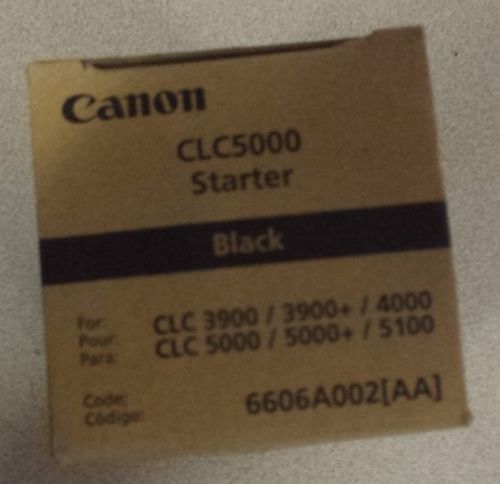 Canon
CLC5000
Starter
Black
For: CLC 3900 / 3900+ / 4000
Pour: CLC 5000 / 5000+ / 5100
Para:
Code: 6606A002[AA]
Código: